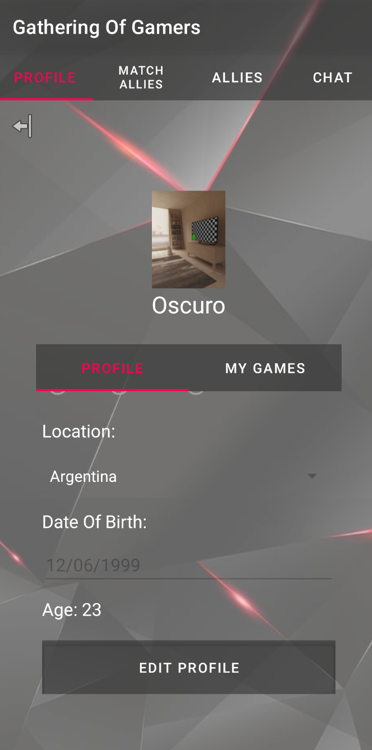 Gathering Of Gamers
PROFILE
MATCH
ALLIES
ALLIES
CHAT
Oscuro
PROFILE
MY GAMES
Location:
Argentina
Date Of Birth:
12/06/1999
Age: 23
EDIT PROFILE